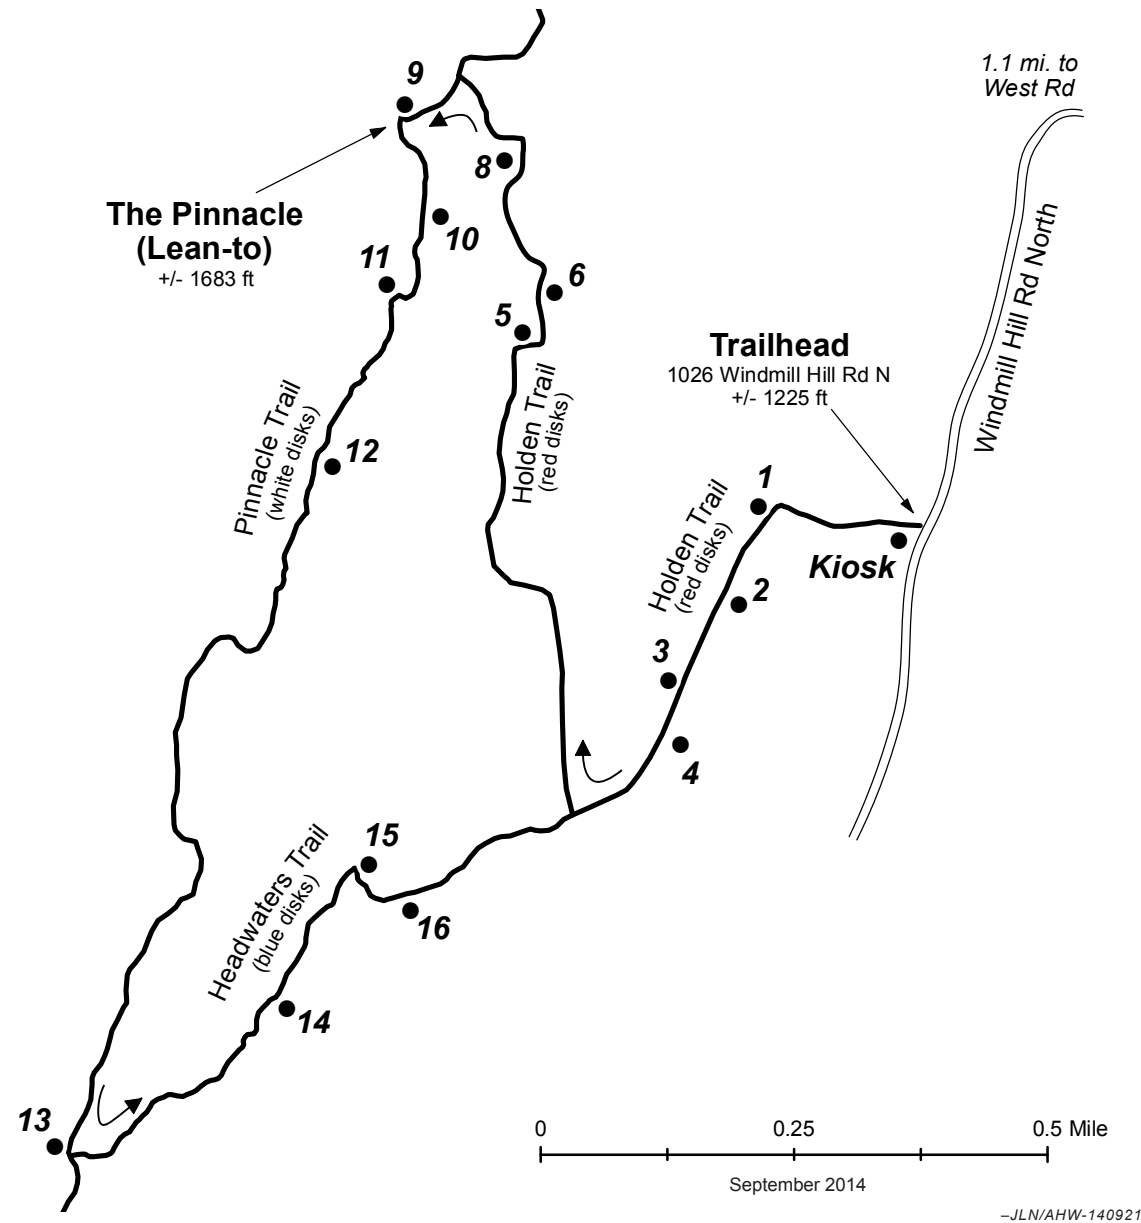 1.1 mi. to
West Rd
9
8
The Pinnacle
(Lean-to)
+/- 1683 ft
10
11
6
5
Windmill Hill Rd North
Trailhead
1026 Windmill Hill Rd N
+/- 1225 ft
Pinnacle Trail
(white disks)
Holden Trail
(red disks)
12
1
Holden Trail
(red disks)
Kiosk
2
3
4
15
Headwaters Trail
(blue disks)
16
14
13
0 0.25 0.5 Mile
September 2014
–JLN/AHW-140921